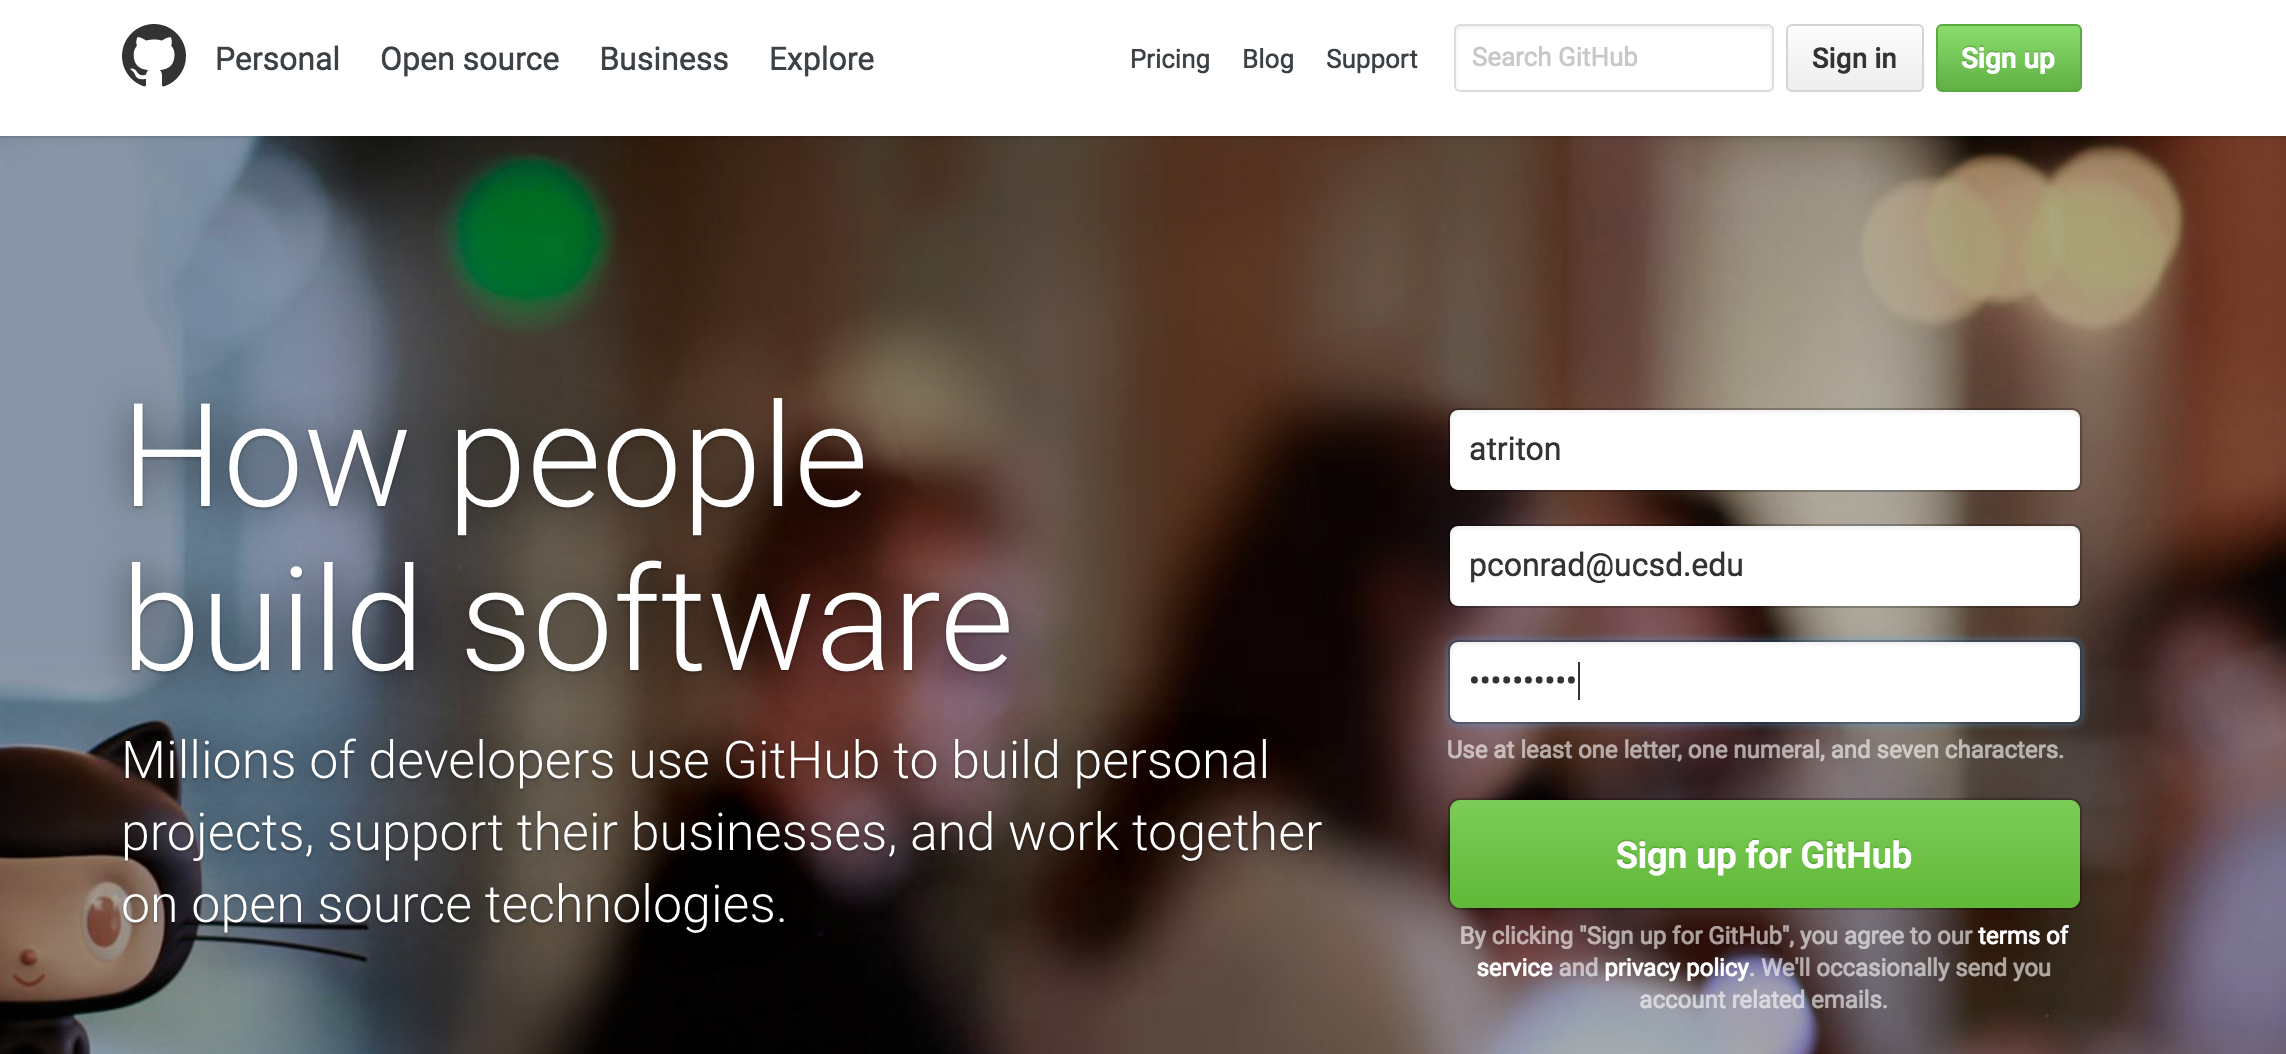 Personal Open source Business Explore Pricing Blog Support Search GitHub Sign in Sign up
How people
build software
Millions of developers use GitHub to build personal
projects, support their businesses, and work together
on open source technologies.
atriton
pconrad@ucsd.edu
••••••••••
Use at least one letter, one numeral, and seven characters.
Sign up for GitHub
By clicking "Sign up for GitHub", you agree to our terms of
service and privacy policy. We'll occasionally send you
account related emails.